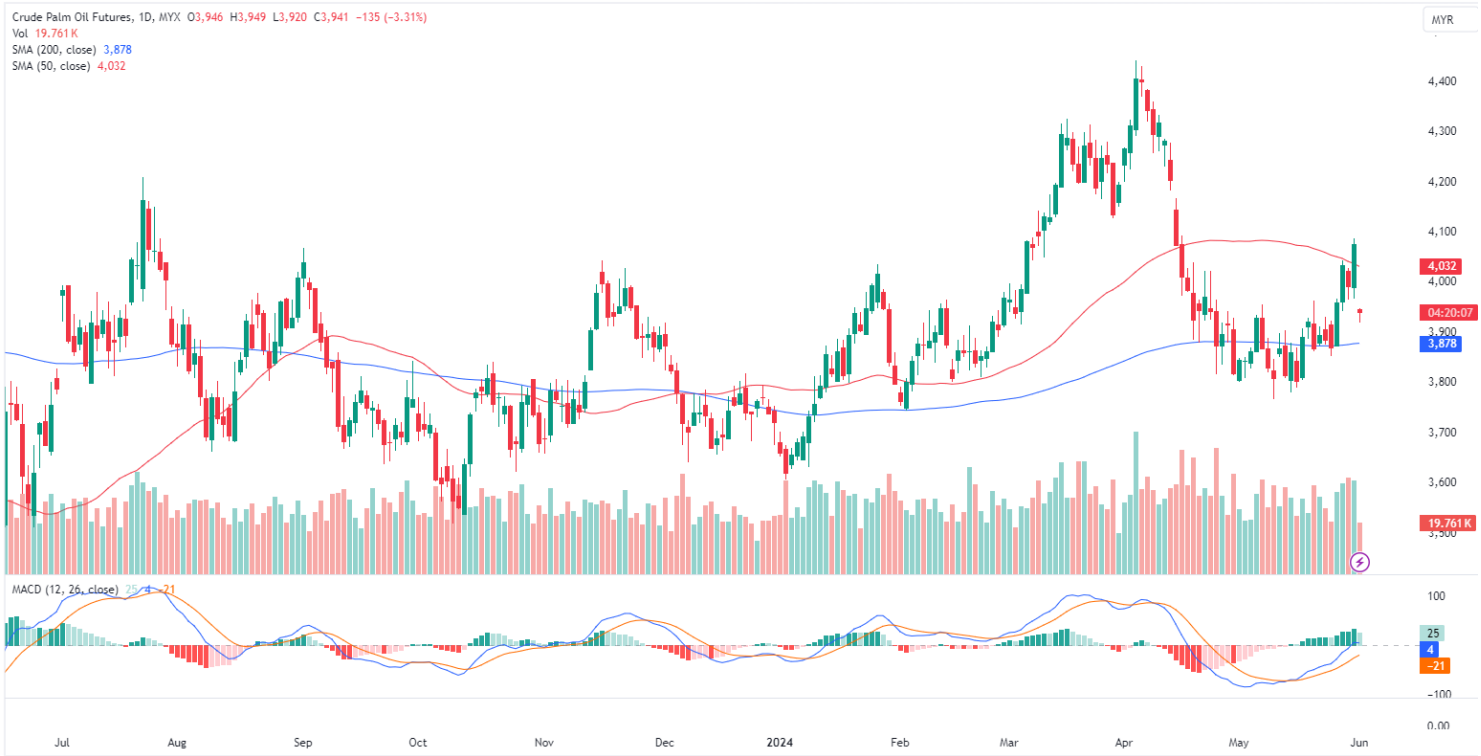 Crude Palm Oil Futures, 1D, MYX O3,946 H3,949 L3,920 C3,941 −135 (−3.31%)
MYR
Vol 19.761 K
SMA (200, close) 3,878
SMA (50, close) 4,032
4,400
4,300
4,200
4,100
4,032
4,000
04:20:07
3,900
3,878
3,800
3,700
3,600
19.761 K
3,500
MACD (12, 26, close) 25 4 −21
100
25
4
−21
−100
0.00
Jul Aug Sep Oct Nov Dec 2024 Feb Mar Apr May Jun